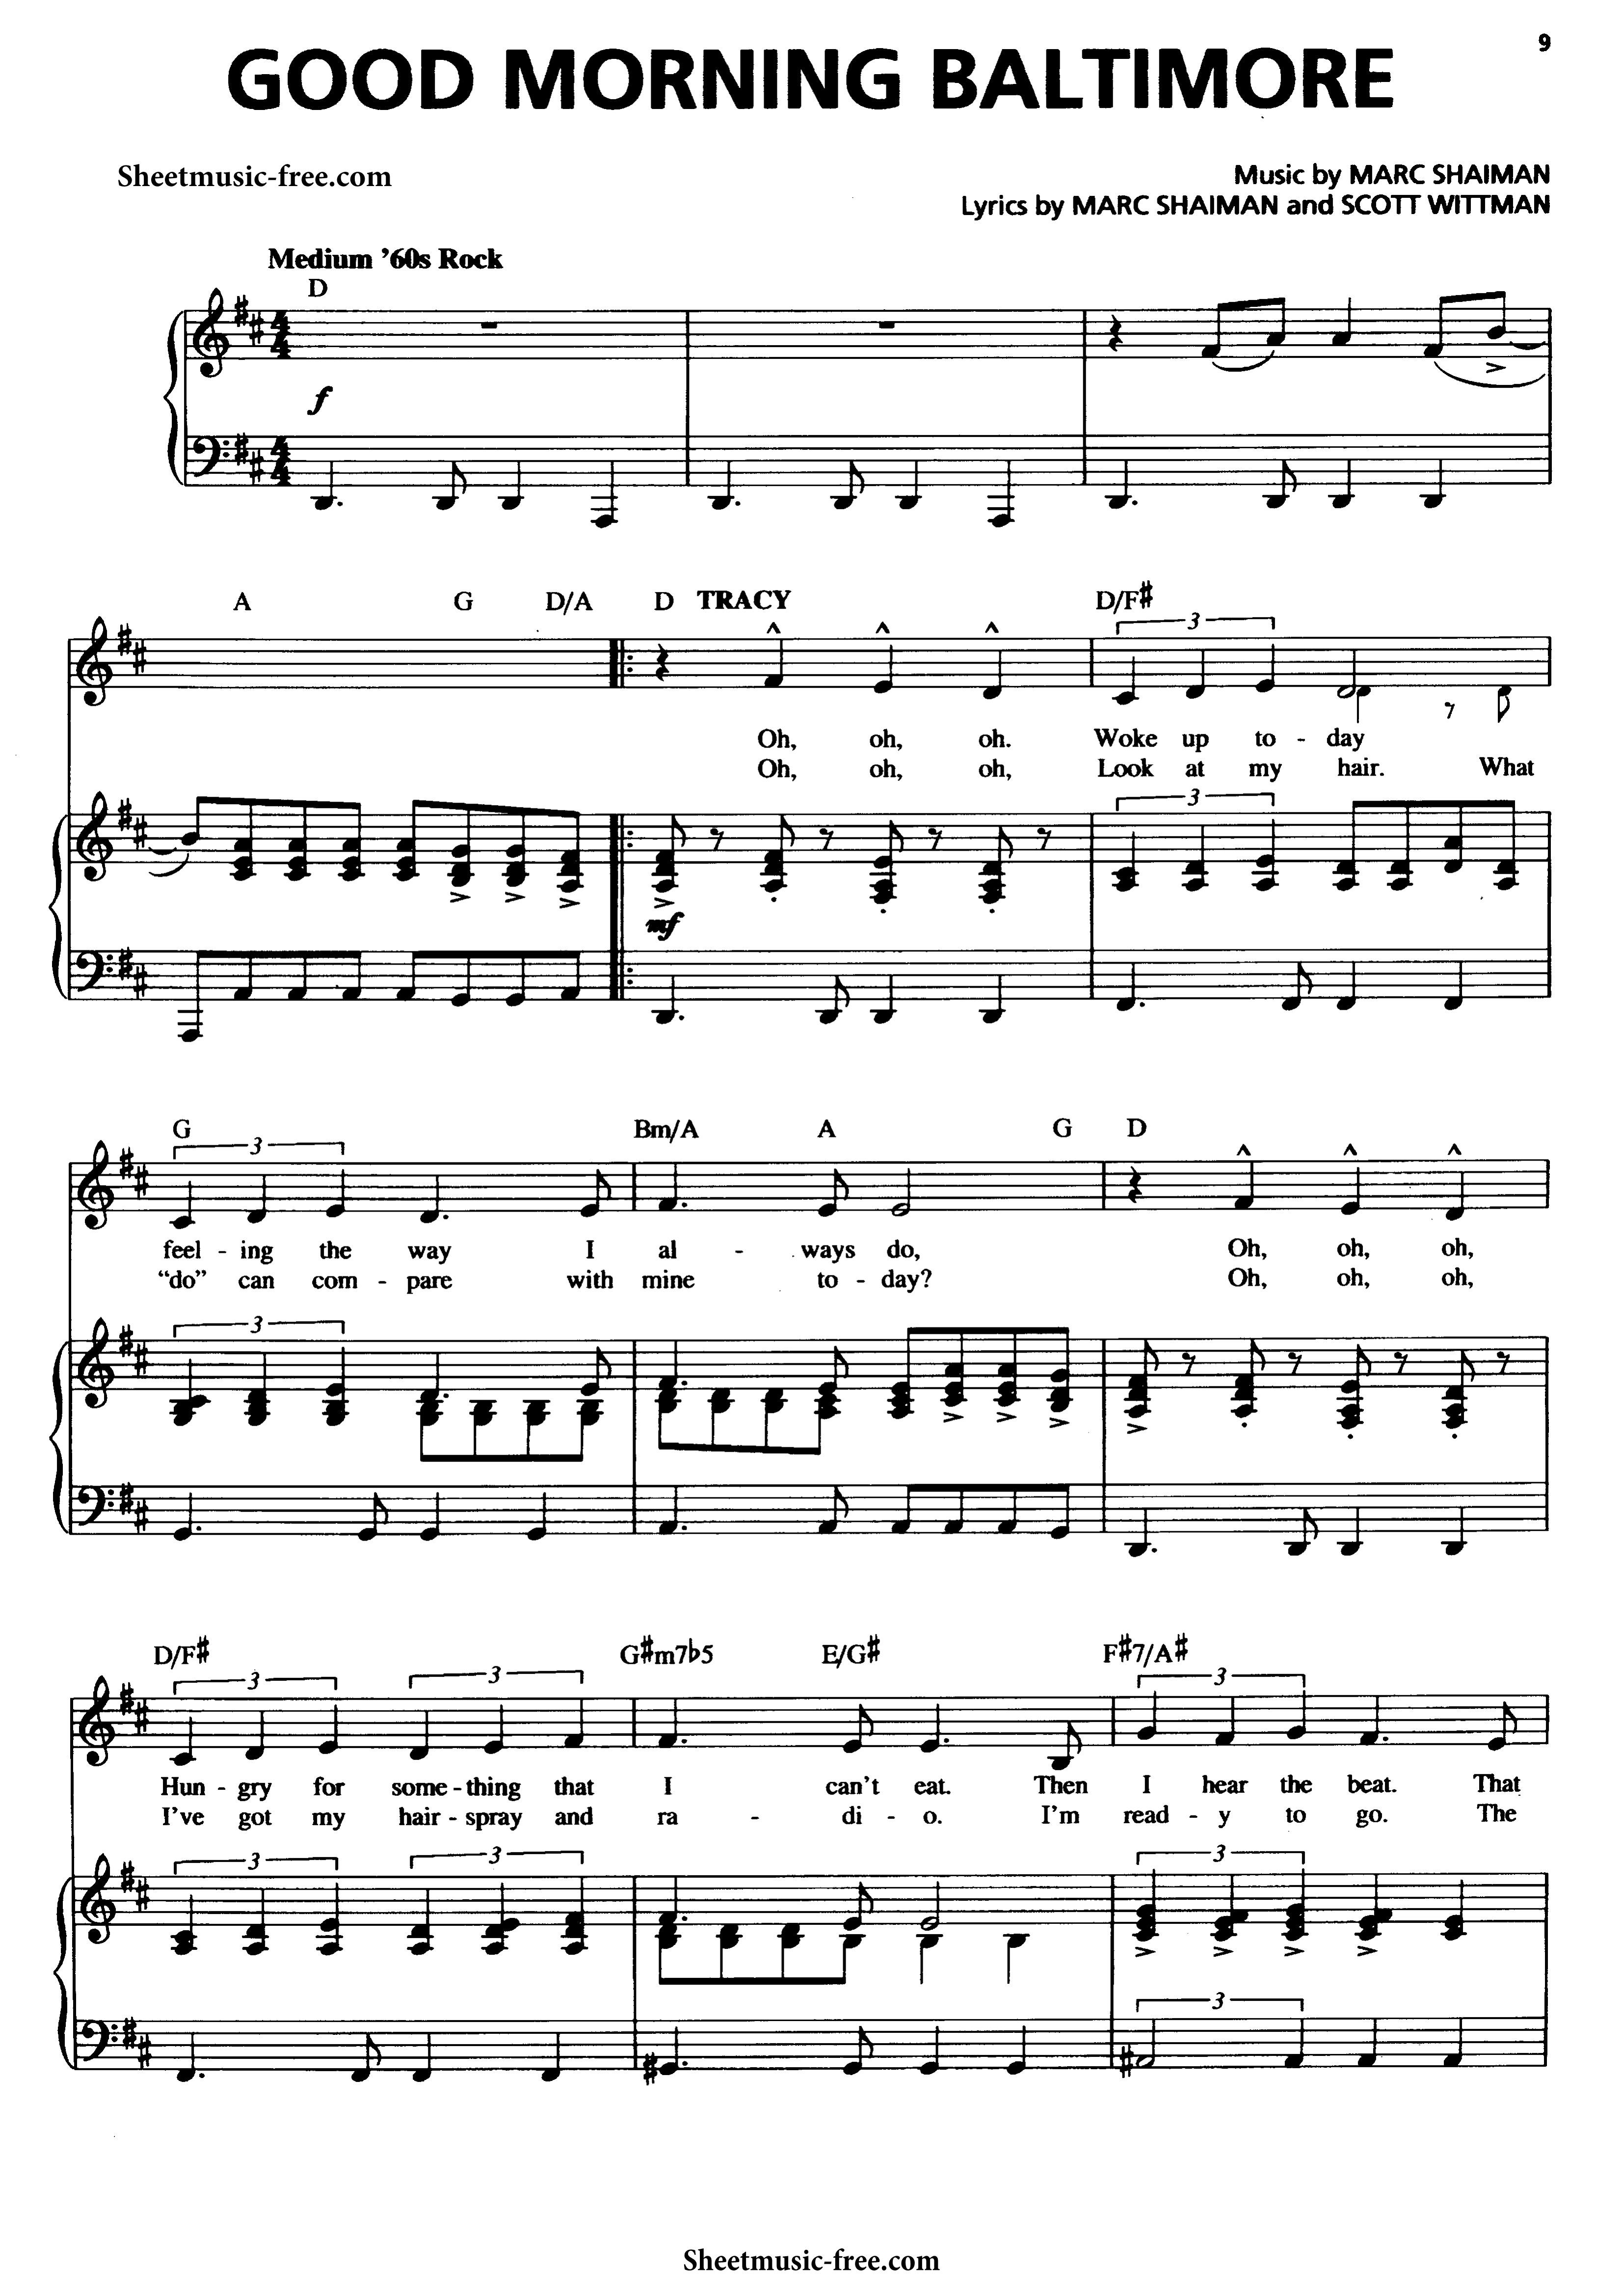 9
GOOD MORNING BALTIMORE
Sheetmusic-free.com
Music by MARC SHAIMAN
Lyrics by MARC SHAIMAN and SCOTT WITTMAN
Medium ’60s Rock
D
f
A G D/A D TRACY D/F#
3
Oh, oh, oh. Woke up to - day
Oh, oh, oh, Look at my hair. What
3
mf
G Bm/A A G D
3
feel - ing the way I al - ways do, Oh, oh, oh,
“do” can com - pare with mine to - day? Oh, oh, oh,
3
D/F# G#m7b5 E/G# F#7/A#
3 3 3
Hun - gry for some - thing that I can’t eat. Then I hear the beat. That
I’ve got my hair - spray and ra - di - o. I’m read - y to go. The
3 3 3
3
Sheetmusic-free.com